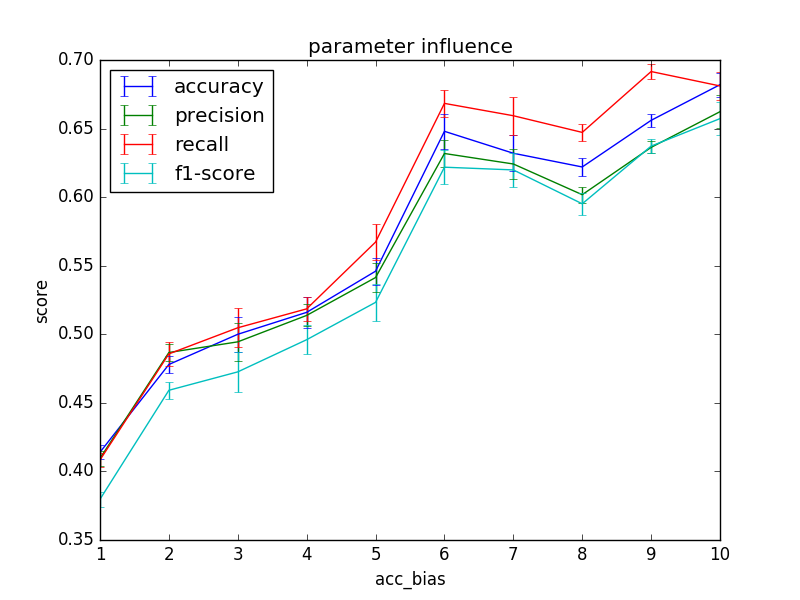 parameter influence
accuracy
precision
recall
f1-score
score
0.70
0.65
0.60
0.55
0.50
0.45
0.40
0.35
1 2 3 4 5 6 7 8 9 10
acc_bias